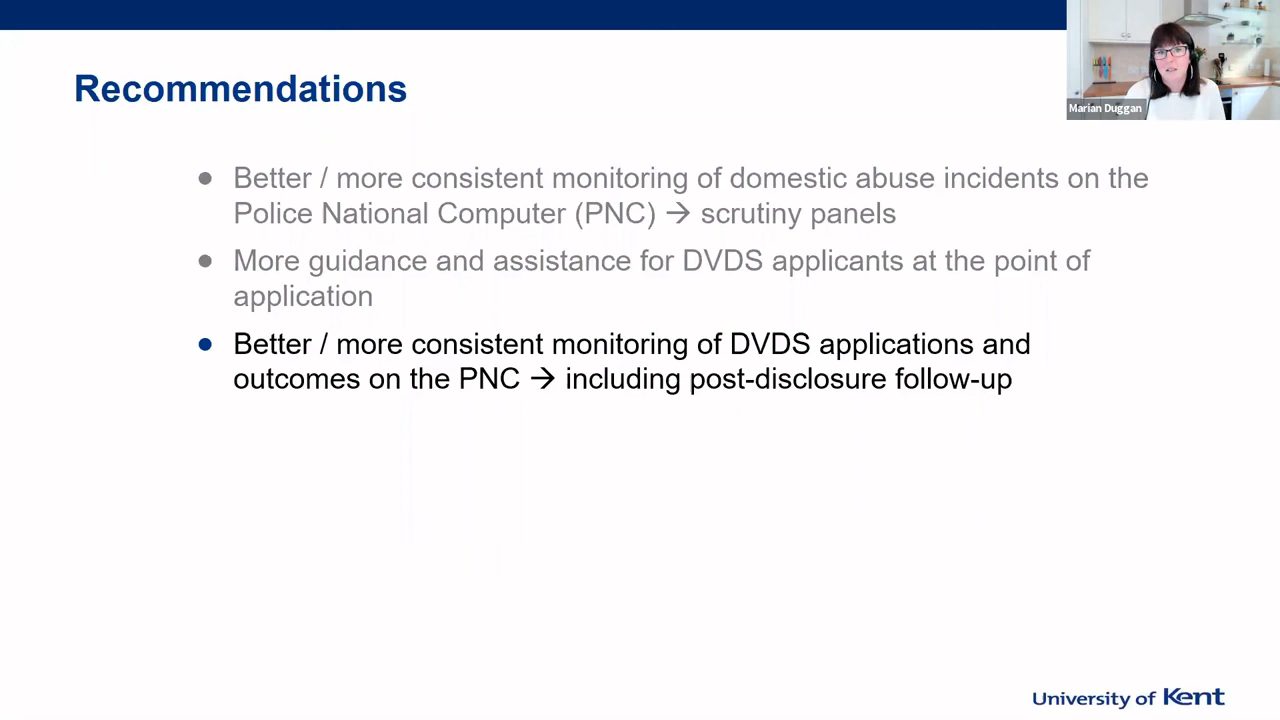 Marian Duggan
Recommendations
● Better / more consistent monitoring of domestic abuse incidents on the
Police National Computer (PNC) → scrutiny panels
● More guidance and assistance for DVDS applicants at the point of
application
● Better / more consistent monitoring of DVDS applications and
outcomes on the PNC → including post-disclosure follow-up
University of Kent